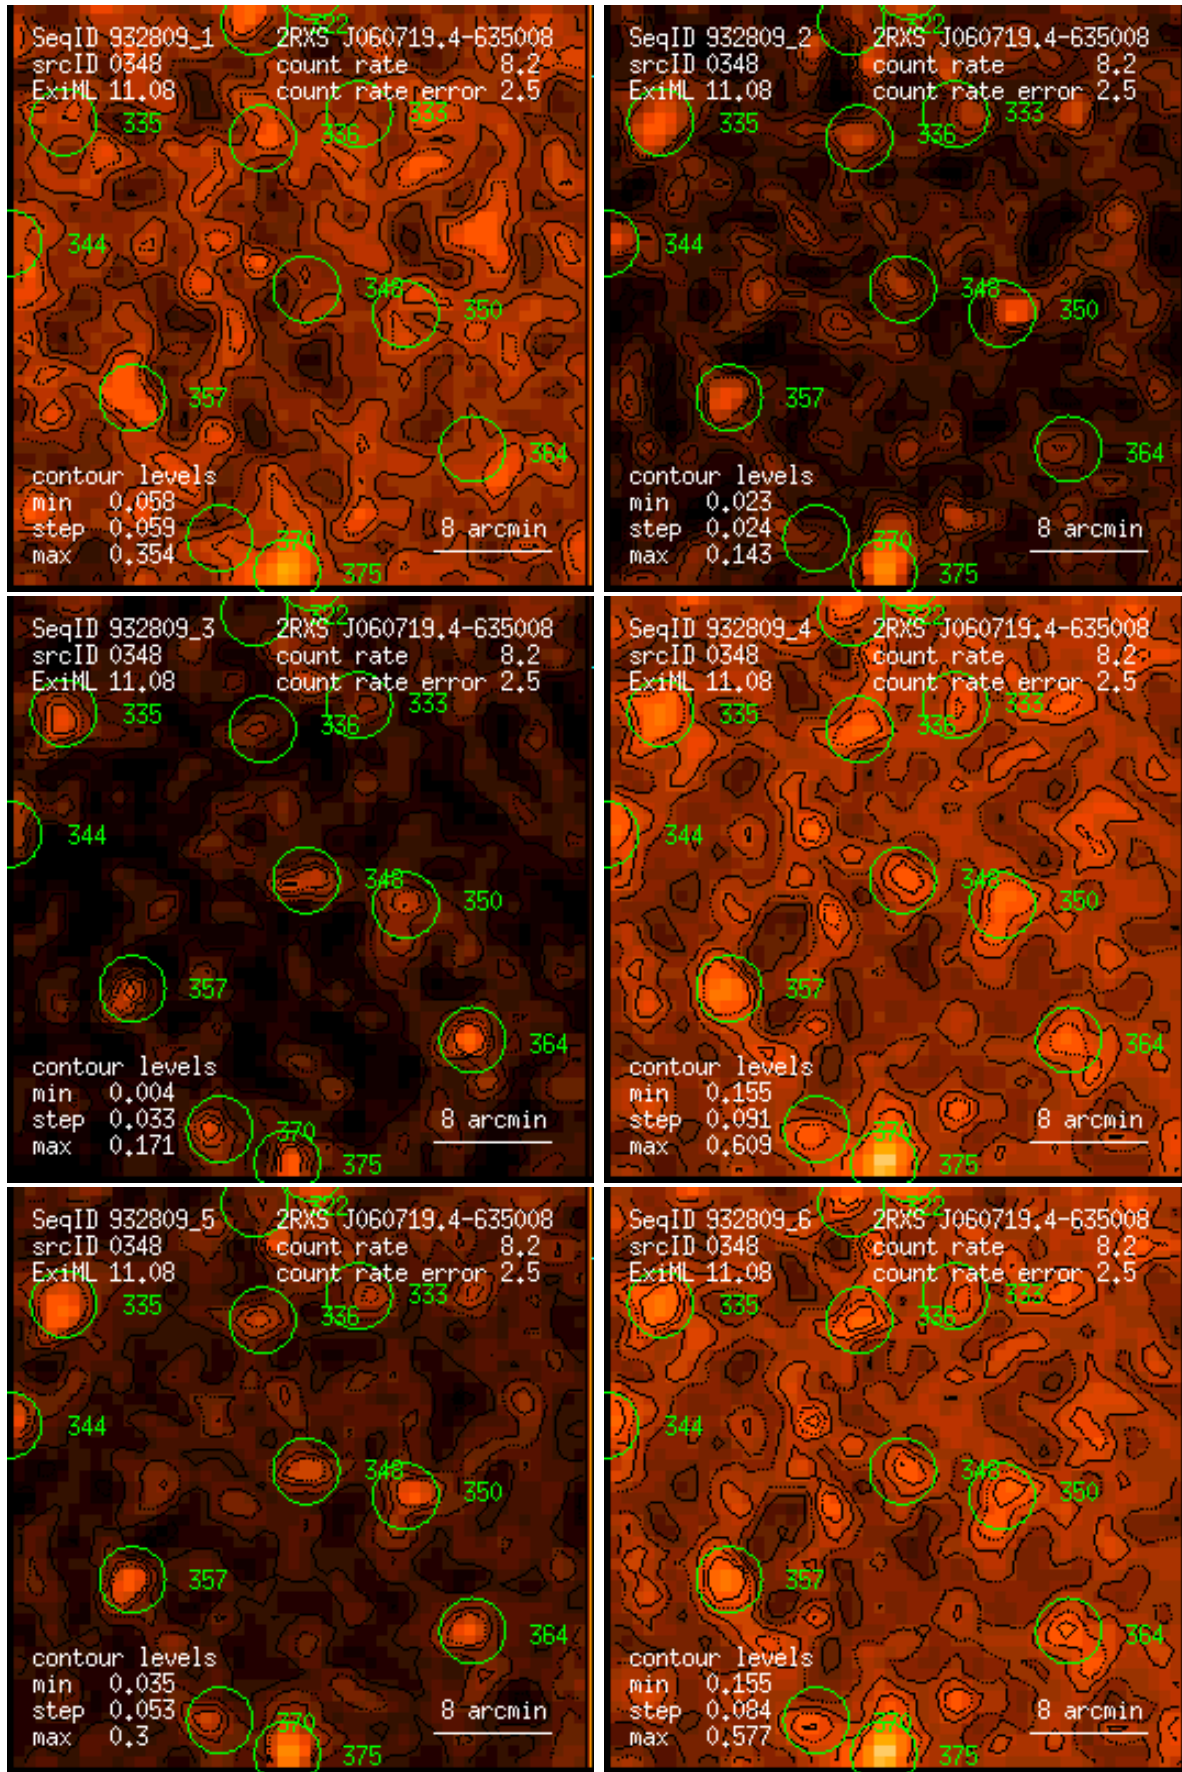 322
SeqID 932809_1 2RXS J060719.4-635008
srcID 0348 count rate 8.2
ExiML 11.08 count rate error 2.5
333
335
336
344
348
350
357
364
contour levels
min 0.058
step 0.059
max 0.354
8 arcmin
370
375
322
SeqID 932809_2 2RXS J060719.4-635008
srcID 0348 count rate 8.2
ExiML 11.08 count rate error 2.5
333
335
336
344
348
350
357
364
contour levels
min 0.023
step 0.024
max 0.143
8 arcmin
370
375
322
SeqID 932809_3 2RXS J060719.4-635008
srcID 0348 count rate 8.2
ExiML 11.08 count rate error 2.5
333
335
336
344
348
350
357
364
contour levels
min 0.004
step 0.033
max 0.171
8 arcmin
370
375
322
SeqID 932809_4 2RXS J060719.4-635008
srcID 0348 count rate 8.2
ExiML 11.08 count rate error 2.5
333
335
336
344
348
350
357
364
contour levels
min 0.155
step 0.091
max 0.609
8 arcmin
370
375
322
SeqID 932809_5 2RXS J060719.4-635008
srcID 0348 count rate 8.2
ExiML 11.08 count rate error 2.5
333
335
336
344
348
350
357
364
contour levels
min 0.035
step 0.053
max 0.3
8 arcmin
370
375
322
SeqID 932809_6 2RXS J060719.4-635008
srcID 0348 count rate 8.2
ExiML 11.08 count rate error 2.5
333
335
336
344
348
350
357
364
contour levels
min 0.155
step 0.084
max 0.577
8 arcmin
370
375